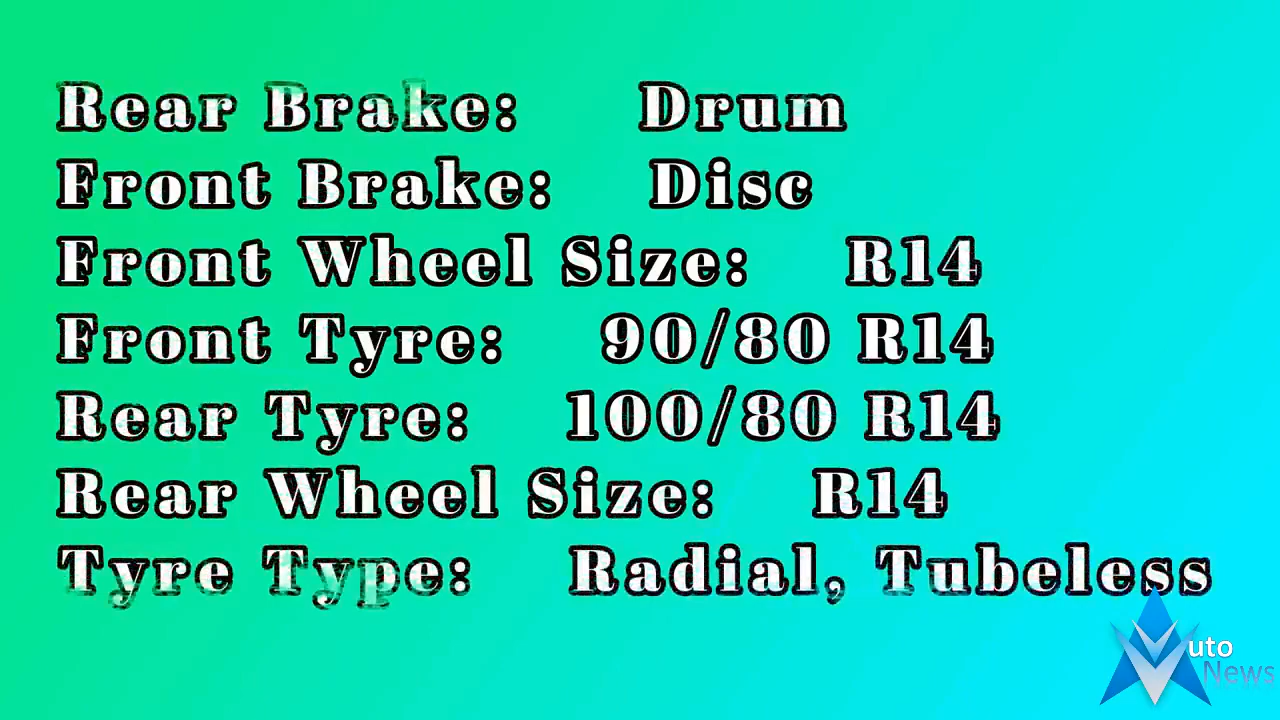 Rear Brake: Drum
Front Brake: Disc
Front Wheel Size: R14
Front Tyre: 90/80 R14
Rear Tyre: 100/80 R14
Rear Wheel Size: R14
Tyre Type: Radial, Tubeless
uto
News